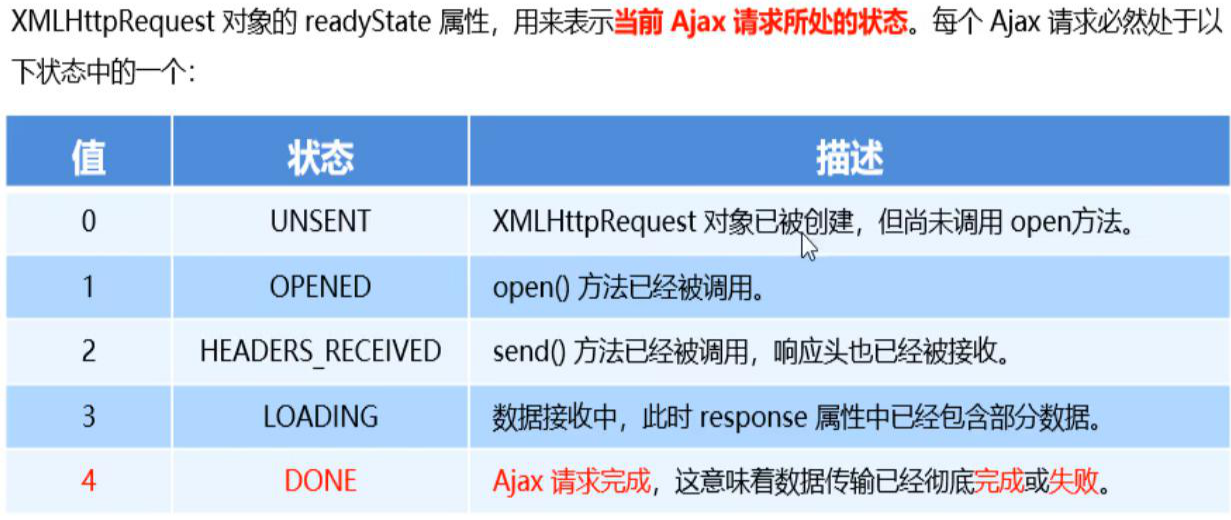 XMLHttpRequest 对象的 readyState 属性，用来表示当前 Ajax 请求所处的状态。每个 Ajax 请求必然处于以
下状态中的一个：
值 状态 描述
0 UNSENT XMLHttpRequest 对象已被创建，但尚未调用 open方法。
1 OPENED open() 方法已经被调用。
2 HEADERS_RECEIVED send() 方法已经被调用，响应头也已经被接收。
3 LOADING 数据接收中，此时 response 属性中已经包含部分数据。
4 DONE Ajax 请求完成，这意味着数据传输已经彻底完成或失败。